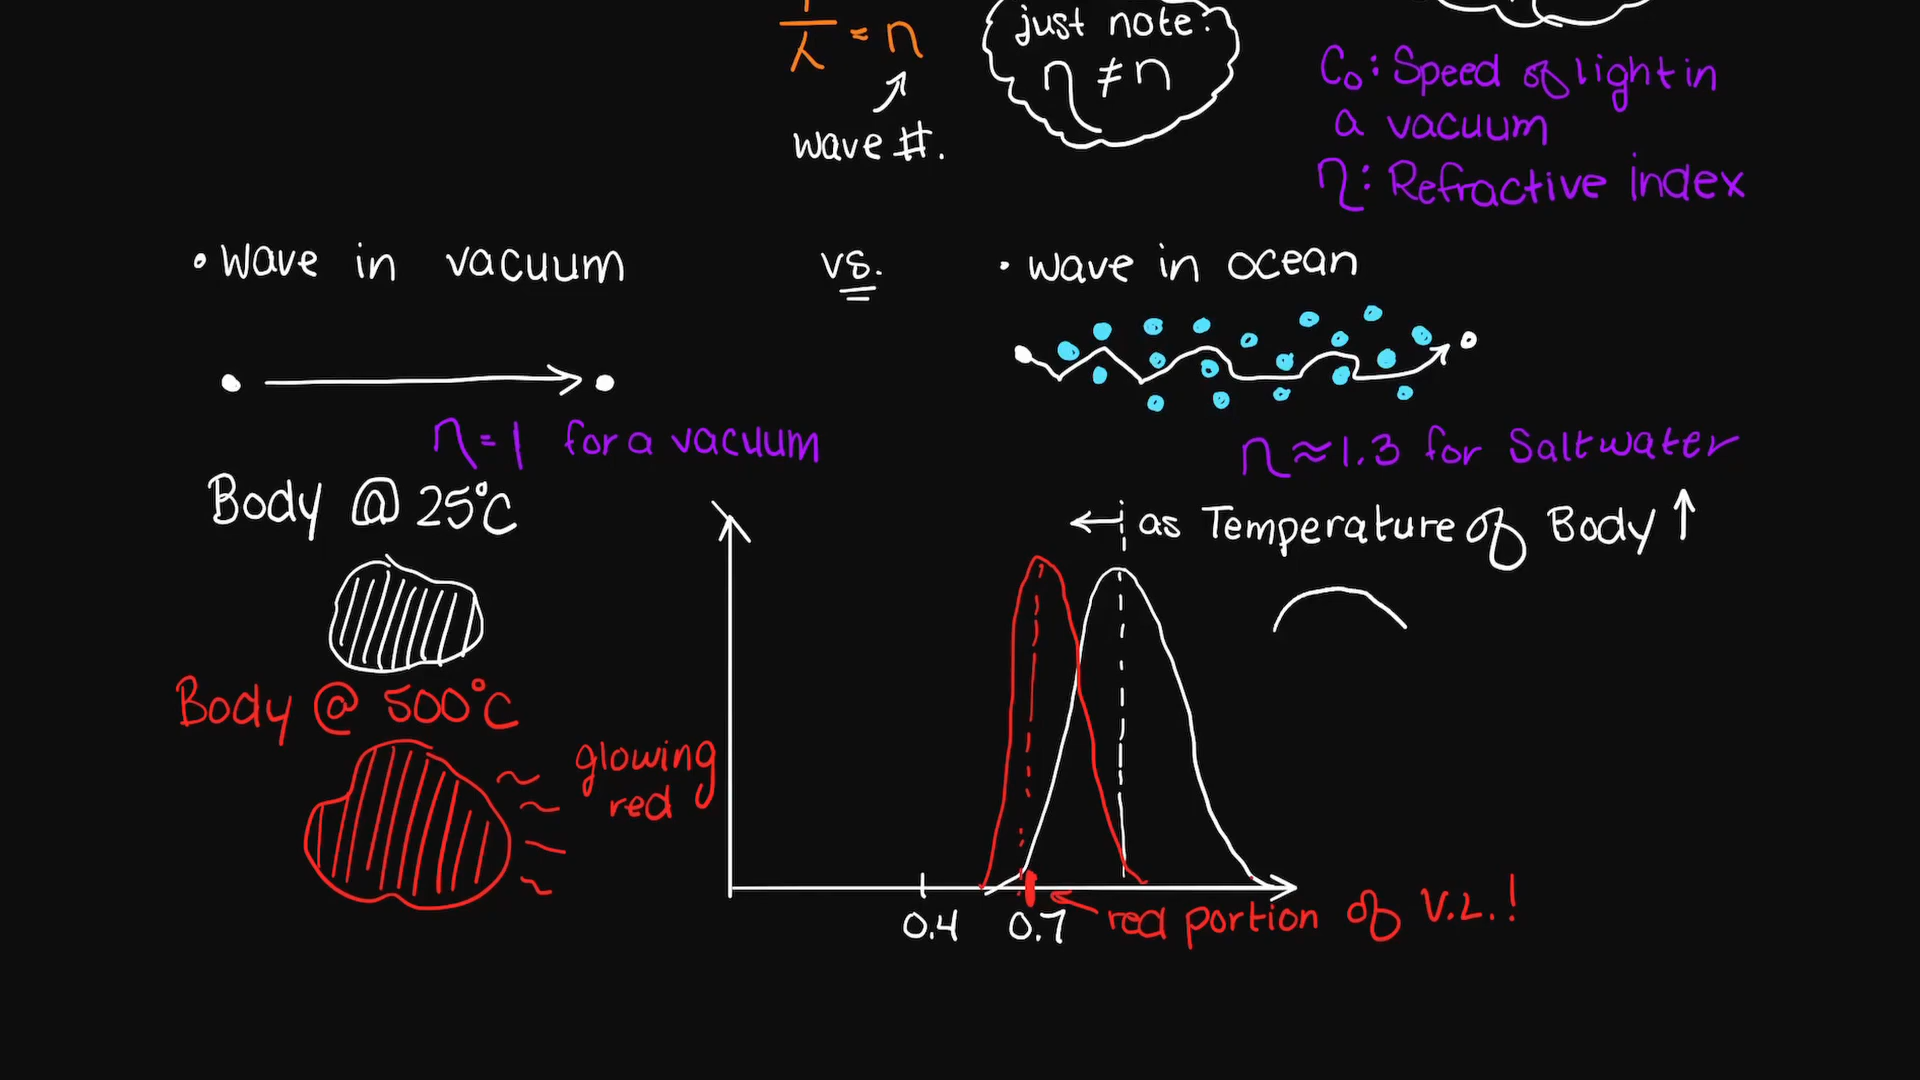 1/λ = n
wave #.
just note:
η ≠ n
C₀: Speed of light in
a vacuum
η: Refractive index
• wave in vacuum
vs.
• wave in ocean
η = 1 for a vacuum
η ≈ 1.3 for Saltwater
Body @ 25°C
← as Temperature of Body ↑
Body @ 500°C
glowing
red
0.4
0.7
red portion of V.L.!